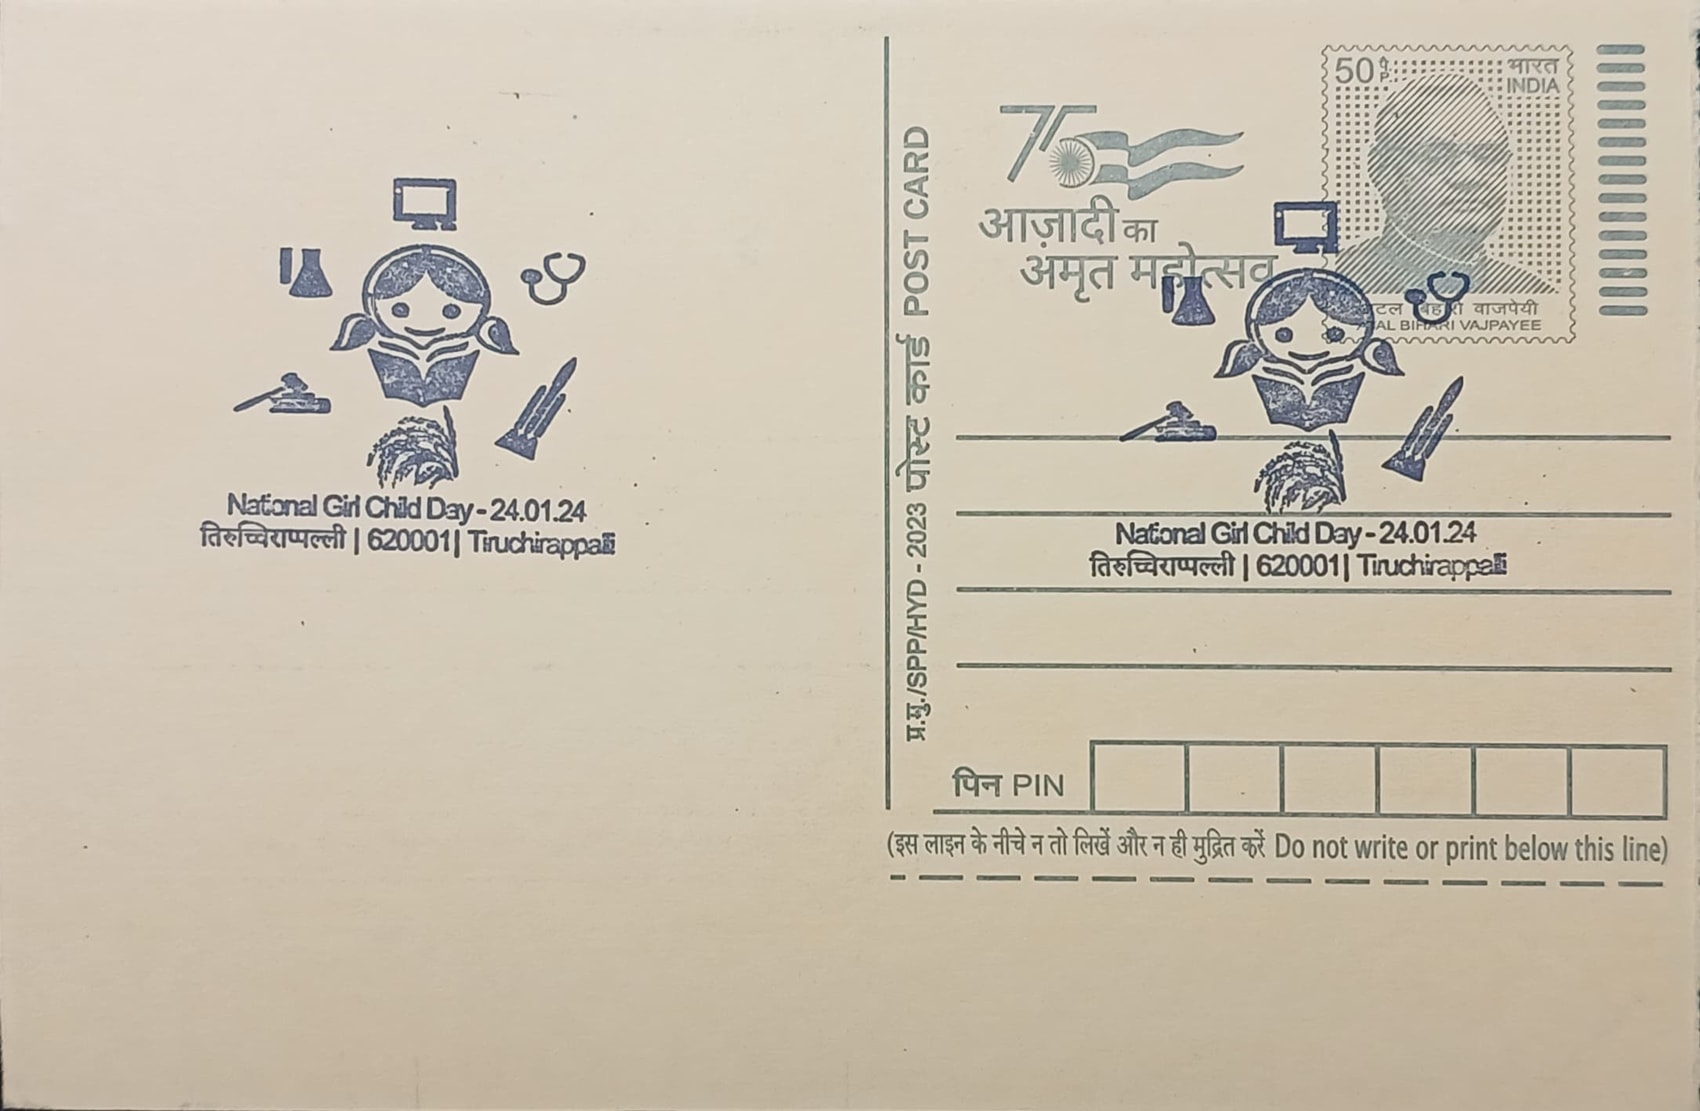 National Girl Child Day - 24.01.24
तिरुच्चिराप्पल्ली | 620001 | Tiruchirappalli
प्र.मु./SPP/HYD - 2023 पोस्ट कार्ड POST CARD
75
आज़ादी का
अमृत महोत्सव
50 पै. P. भारत
INDIA
अटल बिहारी वाजपेयी
ATAL BIHARI VAJPAYEE
National Girl Child Day - 24.01.24
तिरुच्चिराप्पल्ली | 620001 | Tiruchirappalli
पिन PIN
(इस लाइन के नीचे न तो लिखें और न ही मुद्रित करें Do not write or print below this line)